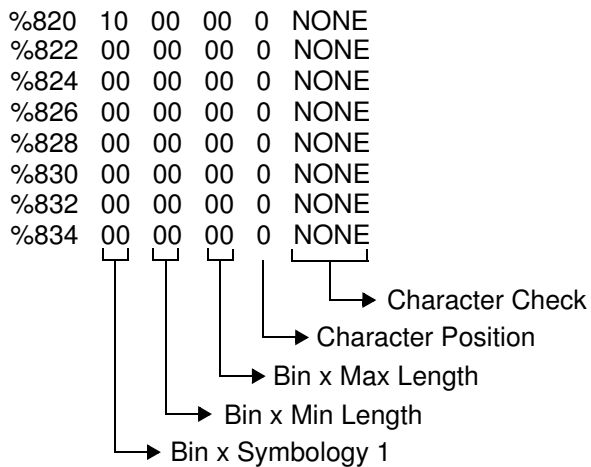 %820 10 00 00 0 NONE
%822 00 00 00 0 NONE
%824 00 00 00 0 NONE
%826 00 00 00 0 NONE
%828 00 00 00 0 NONE
%830 00 00 00 0 NONE
%832 00 00 00 0 NONE
%834 00 00 00 0 NONE
Character Check
Character Position
Bin x Max Length
Bin x Min Length
Bin x Symbology 1